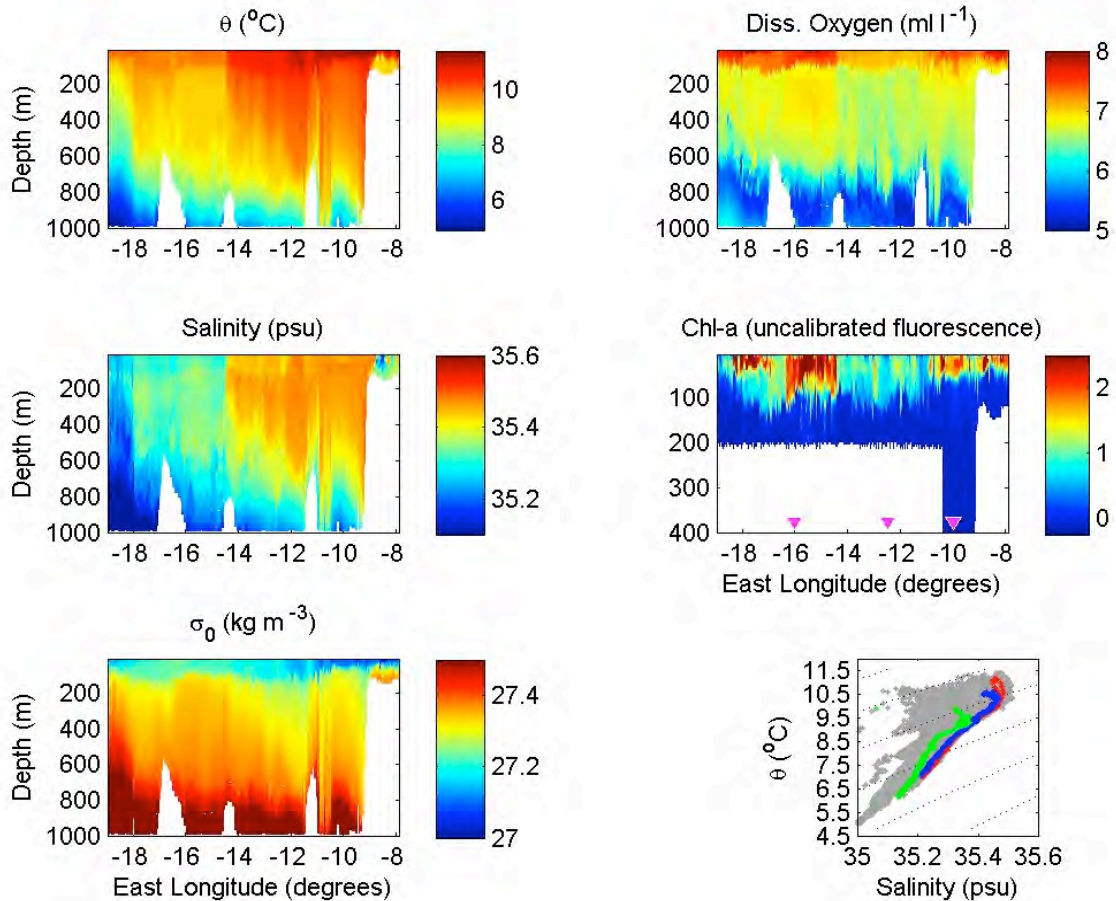 θ (°C)
Depth (m)
200
400
600
800
1000
-18 -16 -14 -12 -10 -8
10
8
6
Diss. Oxygen (ml l⁻¹)
200
400
600
800
1000
-18 -16 -14 -12 -10 -8
8
7
6
5
Salinity (psu)
Depth (m)
200
400
600
800
1000
-18 -16 -14 -12 -10 -8
35.6
35.4
35.2
Chl-a (uncalibrated fluorescence)
100
200
300
400
-18 -16 -14 -12 -10 -8
East Longitude (degrees)
2
1
0
σ₀ (kg m⁻³)
Depth (m)
200
400
600
800
1000
-18 -16 -14 -12 -10 -8
East Longitude (degrees)
27.4
27.2
27
θ (°C)
11.5
10.5
9.5
8.5
7.5
6.5
5.5
4.5
35 35.2 35.4 35.6
Salinity (psu)